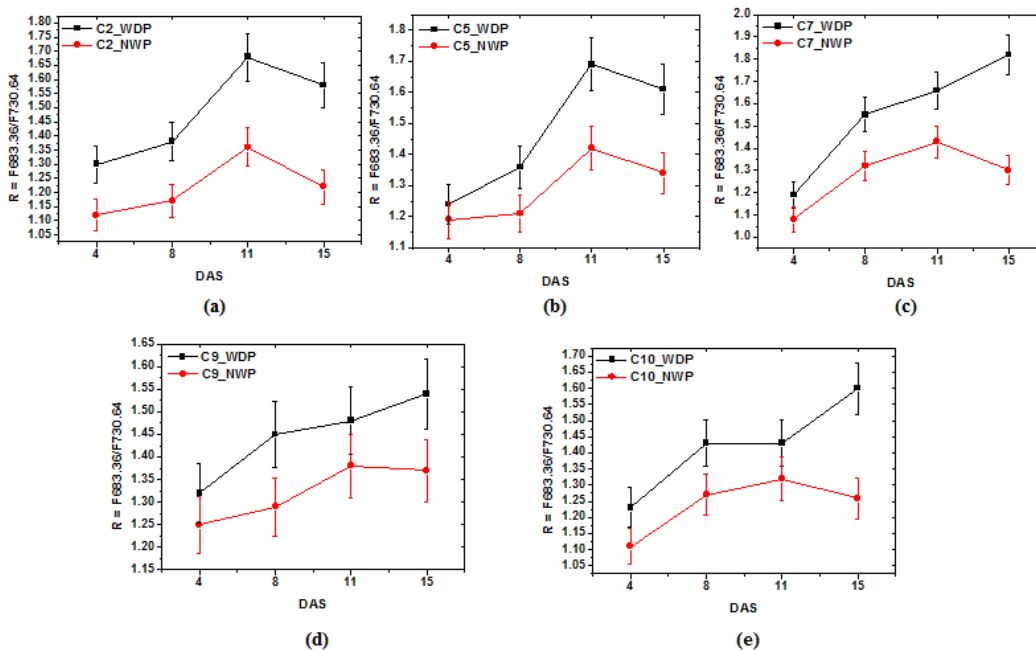 C2_WDP
C2_NWP
R = F683.36/F730.64
1.80
1.75
1.70
1.65
1.60
1.55
1.50
1.45
1.40
1.35
1.30
1.25
1.20
1.15
1.10
1.05
4 8 11 15
DAS
(a)
C5_WDP
C5_NWP
R = F683.36/F730.64
1.8
1.7
1.6
1.5
1.4
1.3
1.2
1.1
4 8 11 15
DAS
(b)
C7_WDP
C7_NWP
R = F683.36/F730.64
2.0
1.9
1.8
1.7
1.6
1.5
1.4
1.3
1.2
1.1
1.0
4 8 11 15
DAS
(c)
C9_WDP
C9_NWP
R = F683.36/F730.64
1.65
1.60
1.55
1.50
1.45
1.40
1.35
1.30
1.25
1.20
1.15
4 8 11 15
DAS
(d)
C10_WDP
C10_NWP
R = F683.36/F730.64
1.70
1.65
1.60
1.55
1.50
1.45
1.40
1.35
1.30
1.25
1.20
1.15
1.10
1.05
4 8 11 15
DAS
(e)